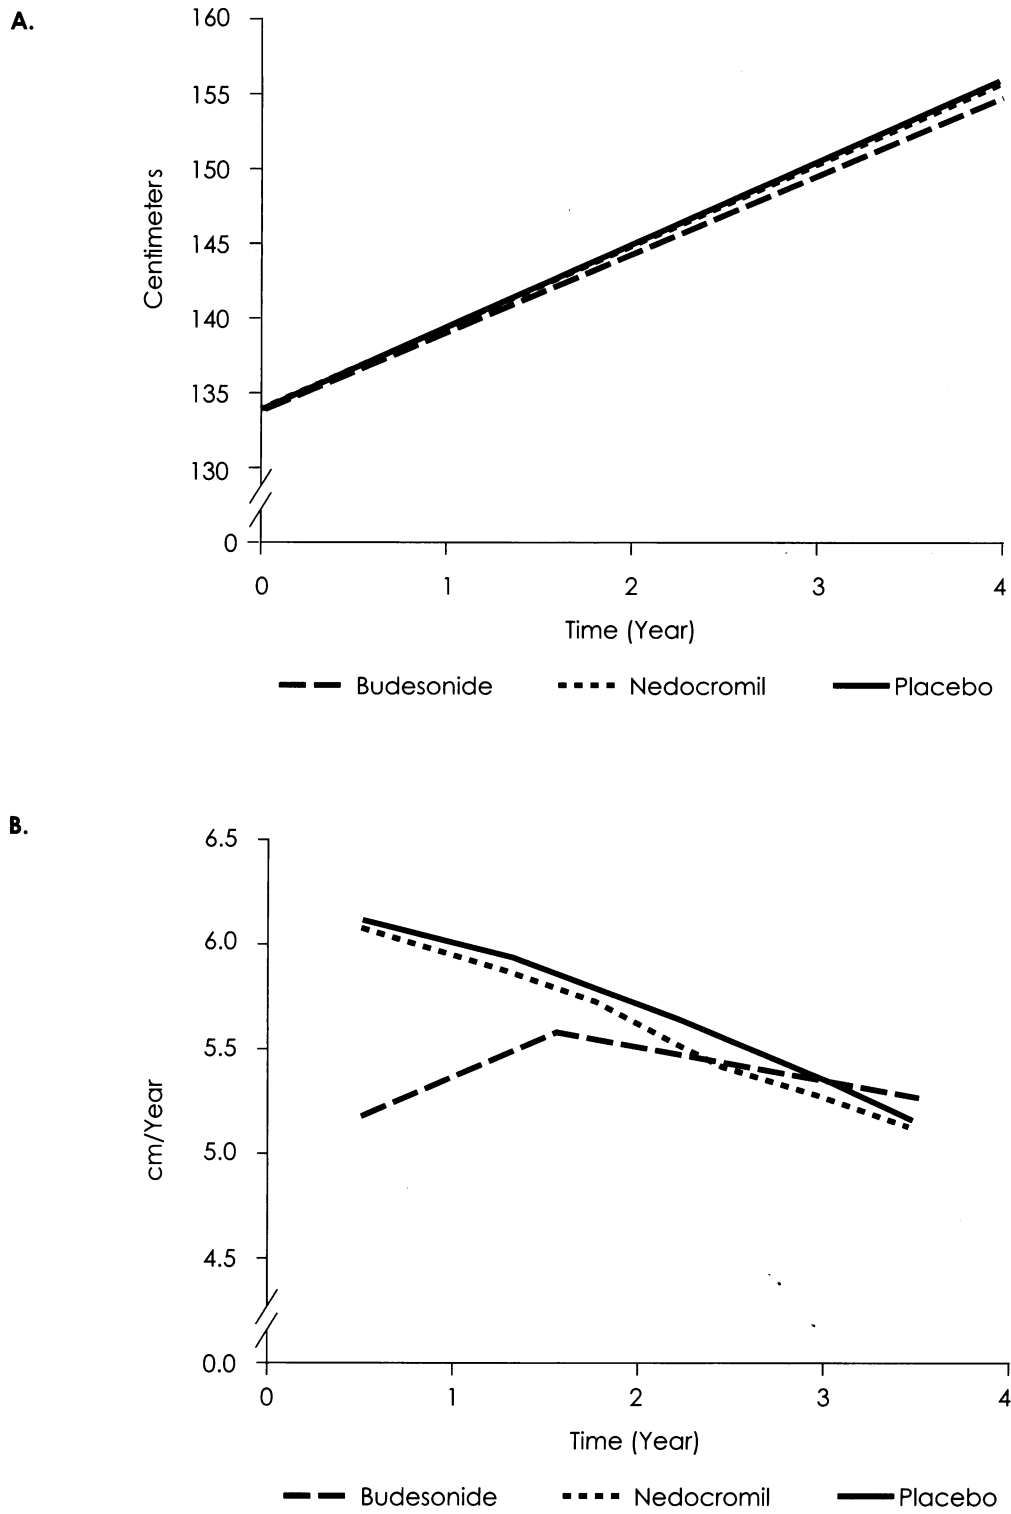 A.
160
155
150
145
140
135
130
0
Centimeters
0 1 2 3 4
Time (Year)
Budesonide Nedocromil Placebo
B.
6.5
6.0
5.5
5.0
4.5
0.0
cm/Year
0 1 2 3 4
Time (Year)
Budesonide Nedocromil Placebo